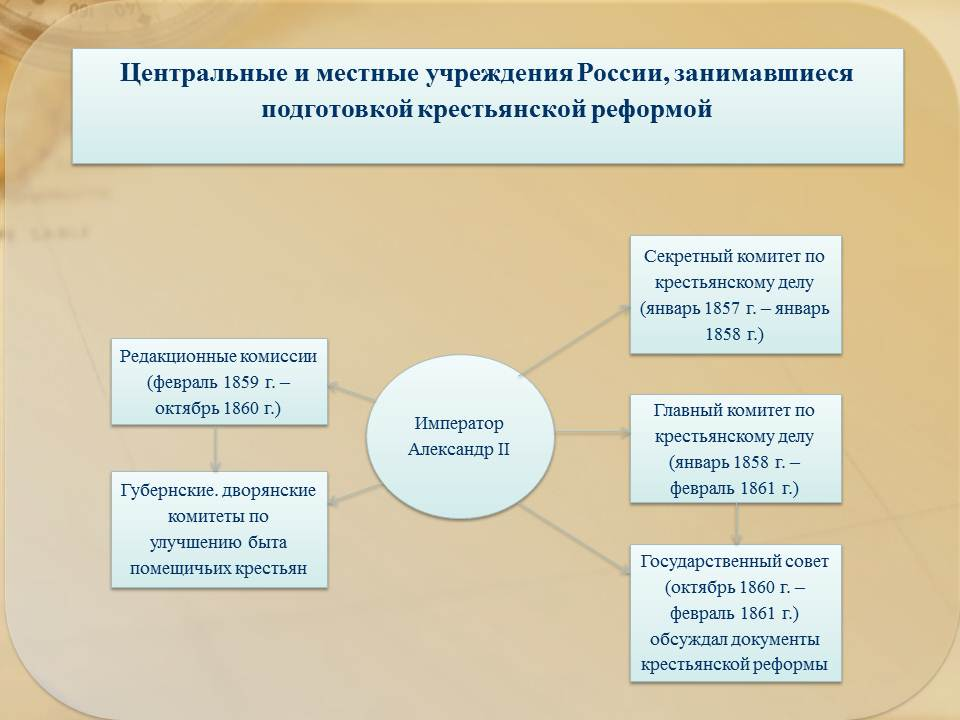 Центральные и местные учреждения России, занимавшиеся
подготовкой крестьянской реформой
Секретный комитет по
крестьянскому делу
(январь 1857 г. – январь
1858 г.)
Редакционные комиссии
(февраль 1859 г. –
октябрь 1860 г.)
Император
Александр II
Главный комитет по
крестьянскому делу
(январь 1858 г. –
февраль 1861 г.)
Губернские. дворянские
комитеты по
улучшению быта
помещичьих крестьян
Государственный совет
(октябрь 1860 г. –
февраль 1861 г.)
обсуждал документы
крестьянской реформы